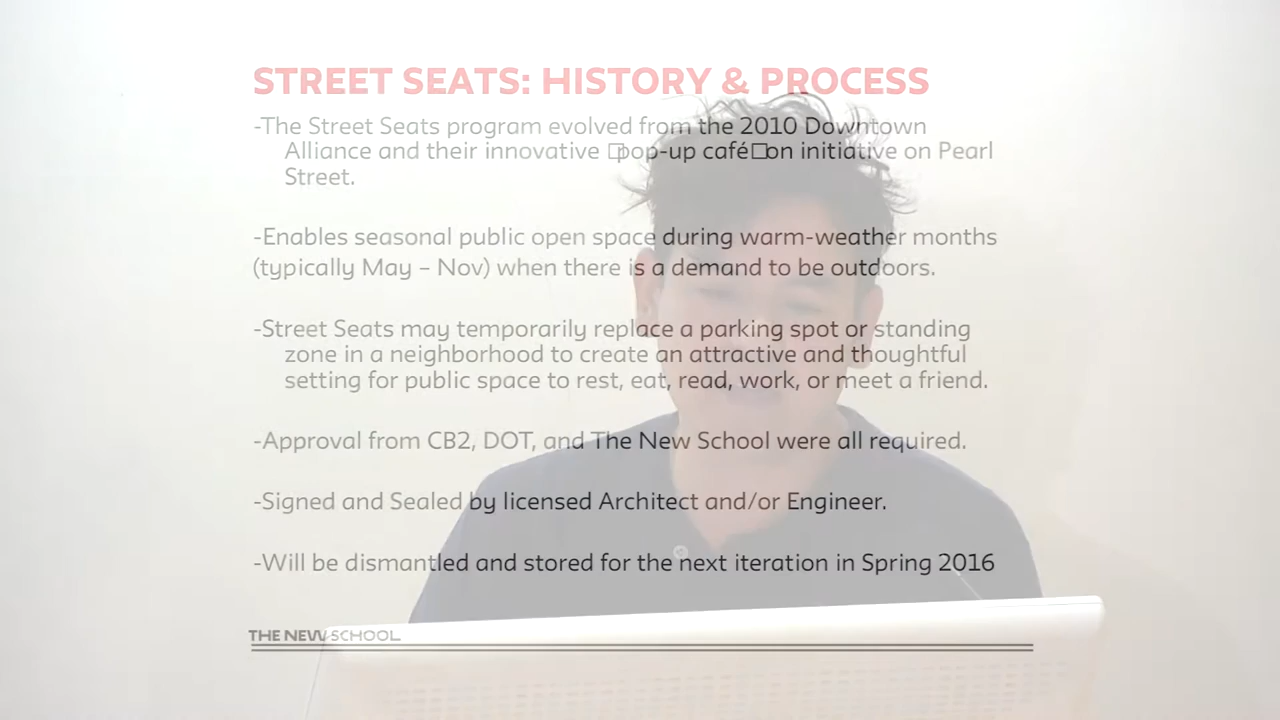 STREET SEATS: HISTORY & PROCESS
-The Street Seats program evolved from the 2010 Downtown
Alliance and their innovative □pop-up café□on initiative on Pearl
Street.
-Enables seasonal public open space during warm-weather months
(typically May – Nov) when there is a demand to be outdoors.
-Street Seats may temporarily replace a parking spot or standing
zone in a neighborhood to create an attractive and thoughtful
setting for public space to rest, eat, read, work, or meet a friend.
-Approval from CB2, DOT, and The New School were all required.
-Signed and Sealed by licensed Architect and/or Engineer.
-Will be dismantled and stored for the next iteration in Spring 2016
THE NEW SCHOOL